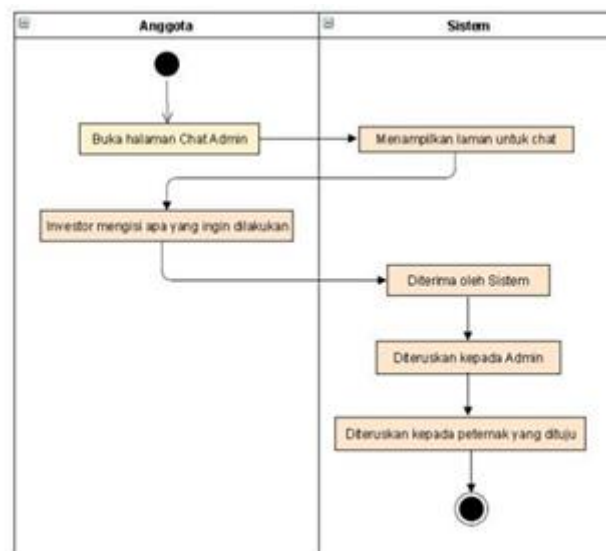 Anggota
Sistem
Buka halaman Chat Admin
Menampilkan laman untuk chat
Investor mengisi apa yang ingin dilakukan
Diterima oleh Sistem
Diteruskan kepada Admin
Diteruskan kepada peternak yang dituju